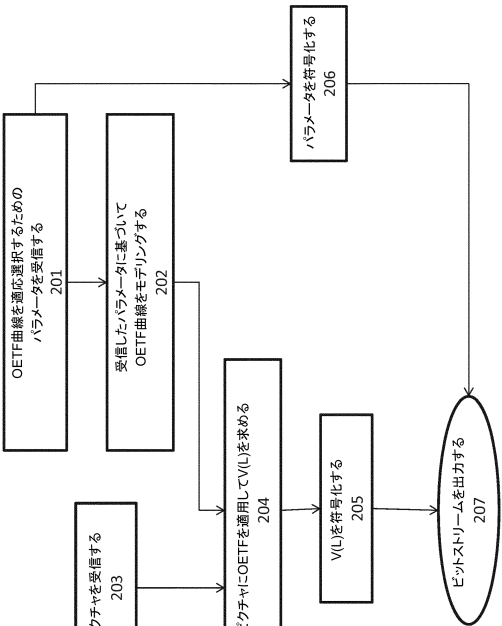 OETF曲線を適応選択するための
パラメータを受信する
201
受信したパラメータに基づいて
OETF曲線をモデリングする
202
クチャを受信する
203
ピクチャにOETFを適用してV(L)を求める
204
V(L)を符号化する
205
パラメータを符号化する
206
ビットストリームを出力する
207